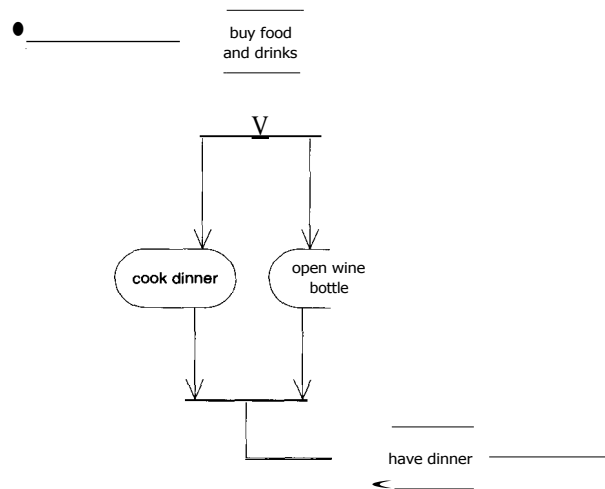 buy food
and drinks
V
cook dinner
open wine
bottle
have dinner